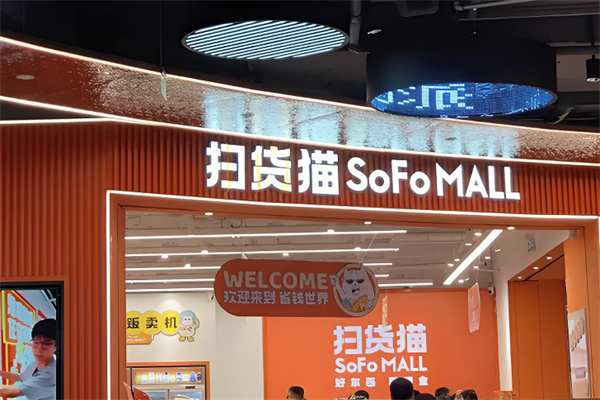 扫货猫 SoFo MALL
WELCOME
欢迎来到 省钱世界
贩卖机
扫货猫
SoFo MALL
好东西
盒